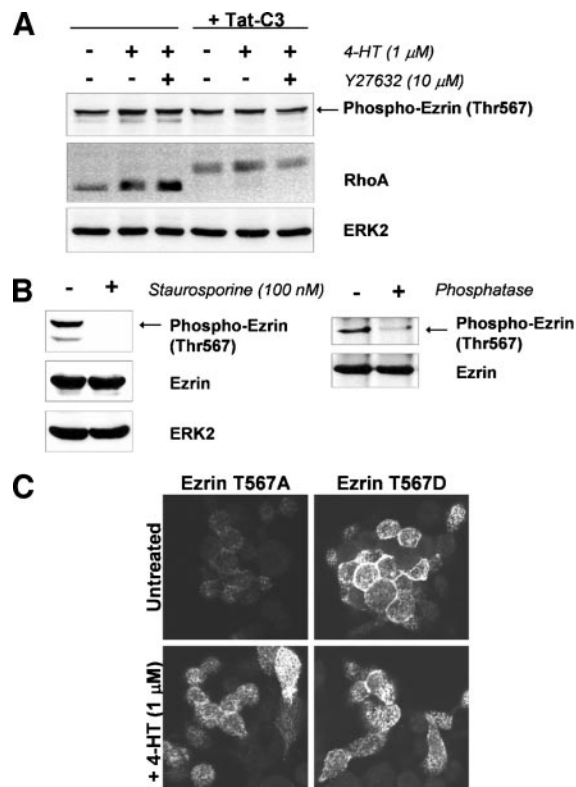 A
+ Tat-C3
- + + - + + 4-HT (1 µM)
- - + - - + Y27632 (10 µM)
Phospho-Ezrin (Thr567)
RhoA
ERK2
B
- + Staurosporine (100 nM)
Phospho-Ezrin
(Thr567)
Ezrin
ERK2
- + Phosphatase
Phospho-Ezrin
(Thr567)
Ezrin
C
Ezrin T567A Ezrin T567D
Untreated
+ 4-HT (1 µM)